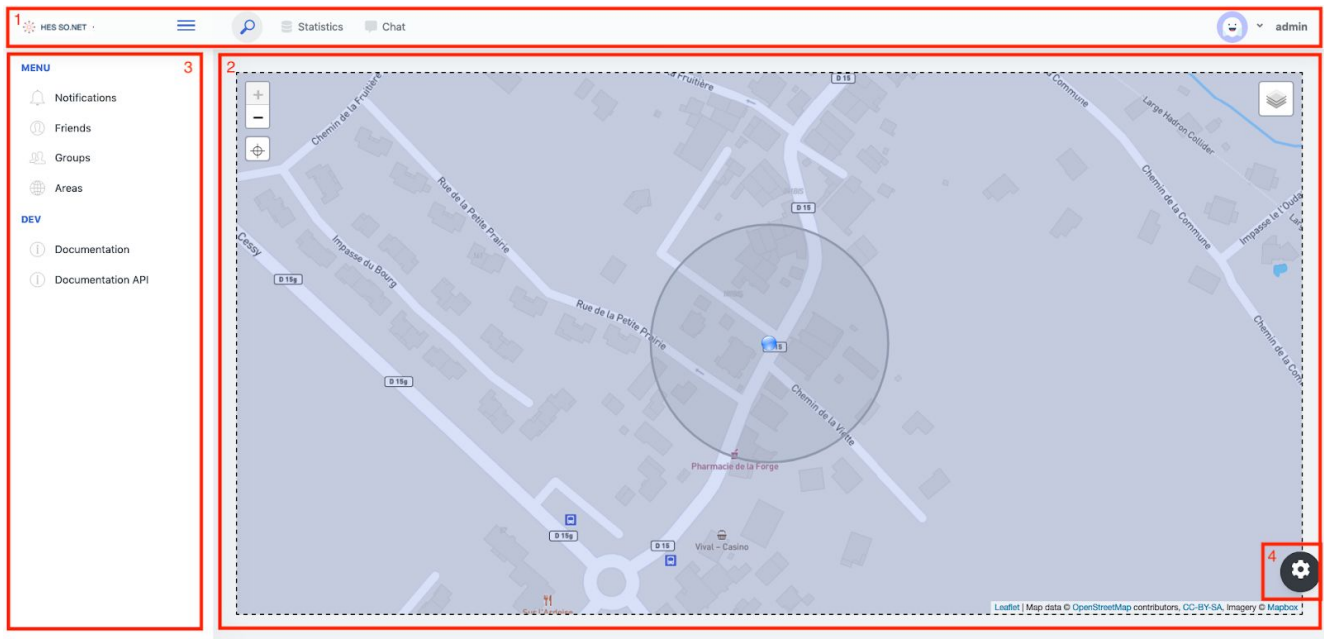 1
HES SO.NET
Statistics
Chat
admin
3
MENU
Notifications
Friends
Groups
Areas
DEV
Documentation
Documentation API
2
+
−
Chemin de la Fruitière
la Fruitière
D 15
Commune
Large Hadron Collider
Chemin de la Commune
Impasse le l'Ouda
Rue de la Petite Prairie
D 15
Cessy
Impasse du Bourg
D 15g
Rue de la Petite Prairie
Chemin de la Com
D 15g
Chemin de la Viette
Pharmacie de la Forge
D 15g
D 15
Vival – Casino
4
Leaflet | Map data © OpenStreetMap contributors, CC-BY-SA, Imagery © Mapbox